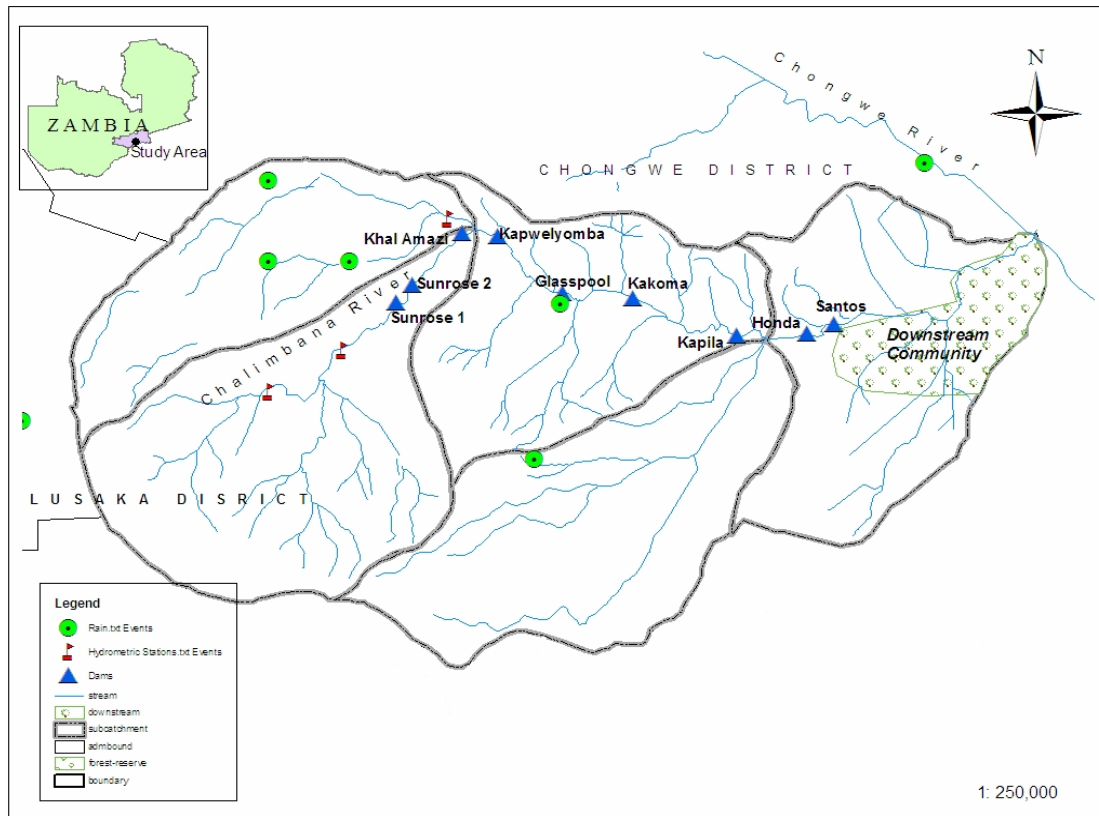 ZAMBIA
Study Area
N
Chongwe River
CHONGWE DISTRICT
Khal Amazi
Kapwelyomba
Sunrose 2
Sunrose 1
Glasspool
Kakoma
Santos
Honda
Kapila
Downstream
Community
Chalimbana River
LUSAKA DISTRICT
Legend
Rain.txt Events
Hydrometric Stations.txt Events
Dams
stream
downstream
subcatchment
admbound
forest-reserve
boundary
1: 250,000